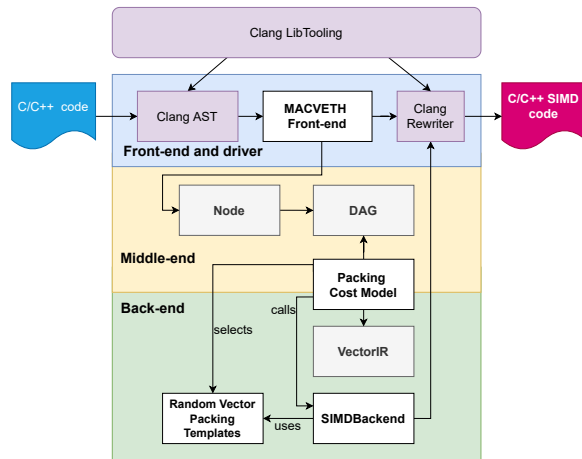 Clang LibTooling
C/C++ code
Clang AST
MACVETH
Front-end
Clang
Rewriter
C/C++ SIMD
code
Front-end and driver
Node
DAG
Middle-end
Packing
Cost Model
Back-end
calls
selects
VectorIR
Random Vector
Packing
Templates
uses
SIMDBackend